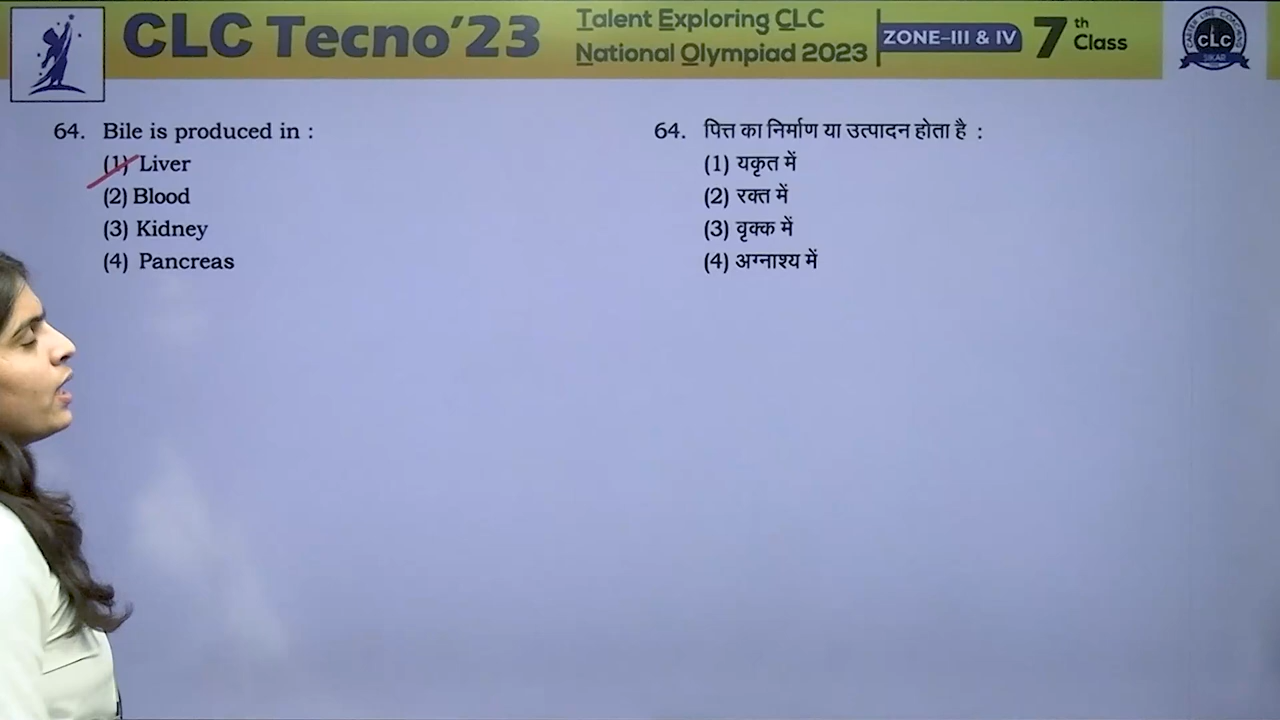 CLC Tecno’23
Talent Exploring CLC
National Olympiad 2023
ZONE–III & IV
7th Class
CLC
SIKAR
64. Bile is produced in :
(1) Liver
(2) Blood
(3) Kidney
(4) Pancreas
64. पित्त का निर्माण या उत्पादन होता है :
(1) यकृत में
(2) रक्त में
(3) वृक्क में
(4) अग्नाश्य में